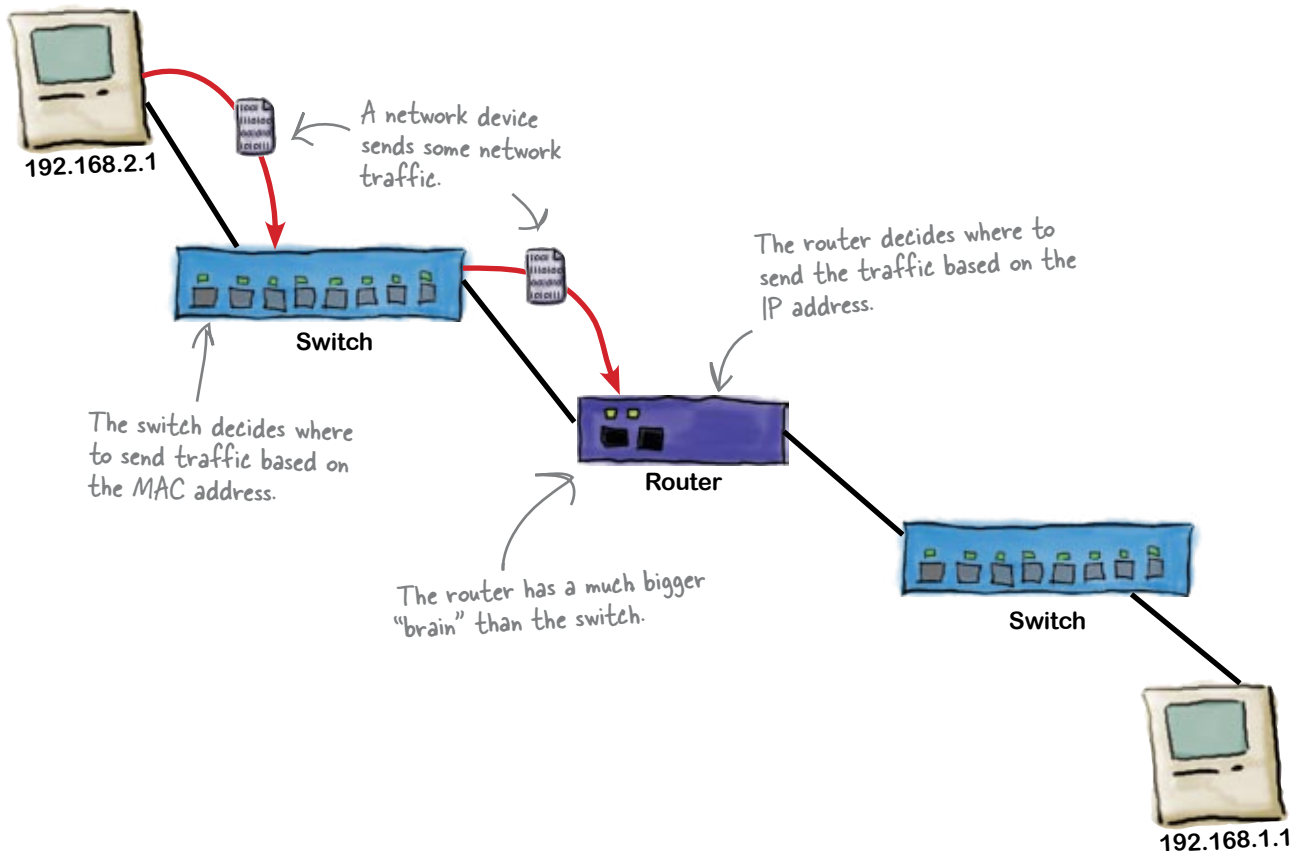 192.168.2.1
A network device
sends some network
traffic.
Switch
The switch decides where
to send traffic based on
the MAC address.
The router decides where to
send the traffic based on the
IP address.
Router
The router has a much bigger
“brain” than the switch.
Switch
192.168.1.1